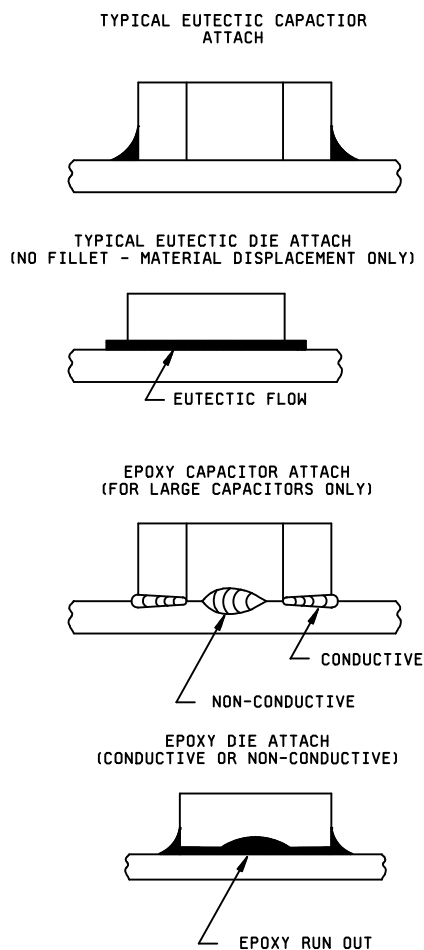 TYPICAL EUTECTIC CAPACTIOR
ATTACH
TYPICAL EUTECTIC DIE ATTACH
(NO FILLET - MATERIAL DISPLACEMENT ONLY)
EUTECTIC FLOW
EPOXY CAPACITOR ATTACH
(FOR LARGE CAPACITORS ONLY)
CONDUCTIVE
NON-CONDUCTIVE
EPOXY DIE ATTACH
(CONDUCTIVE OR NON-CONDUCTIVE)
EPOXY RUN OUT